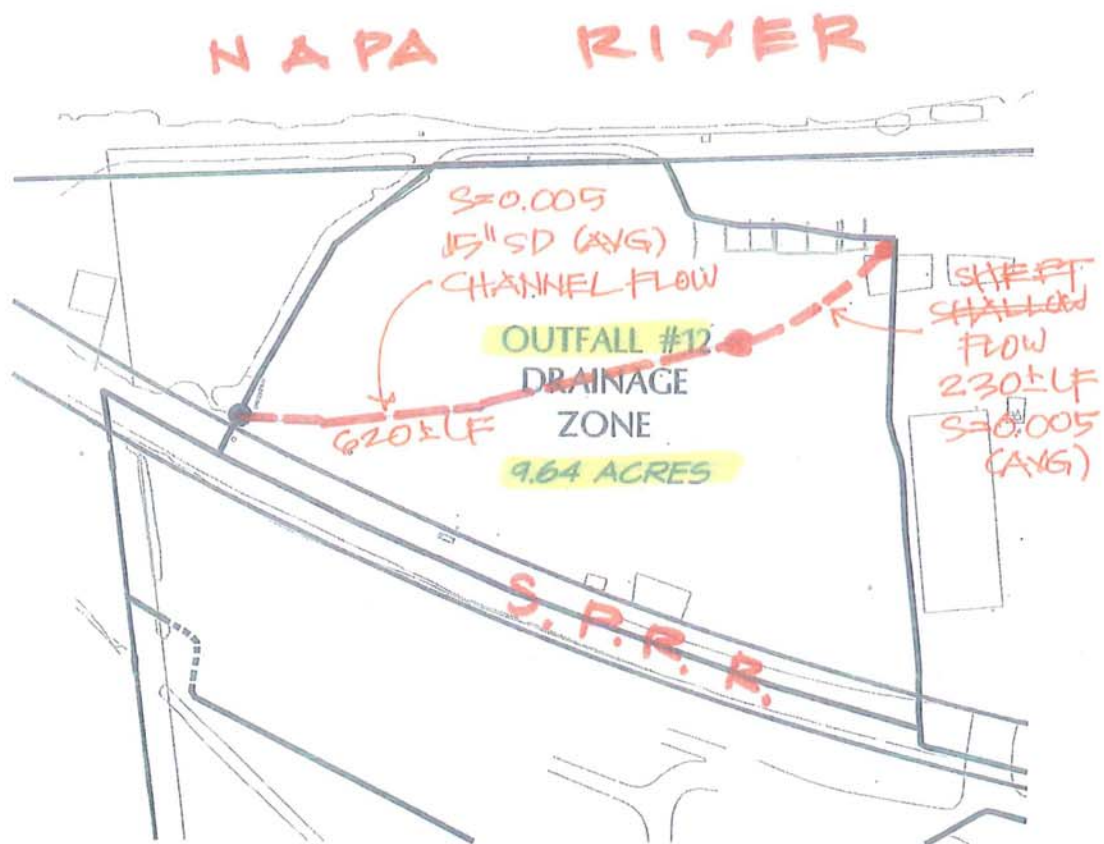 NAPA RIVER
S=0.005
15" SD (AVG)
CHANNEL FLOW
OUTFALL #12
DRAINAGE
ZONE
9.64 ACRES
620± LF
SHEET
SHALLOW
FLOW
230± LF
S=0.005
(AVG)
S. P. R. R.